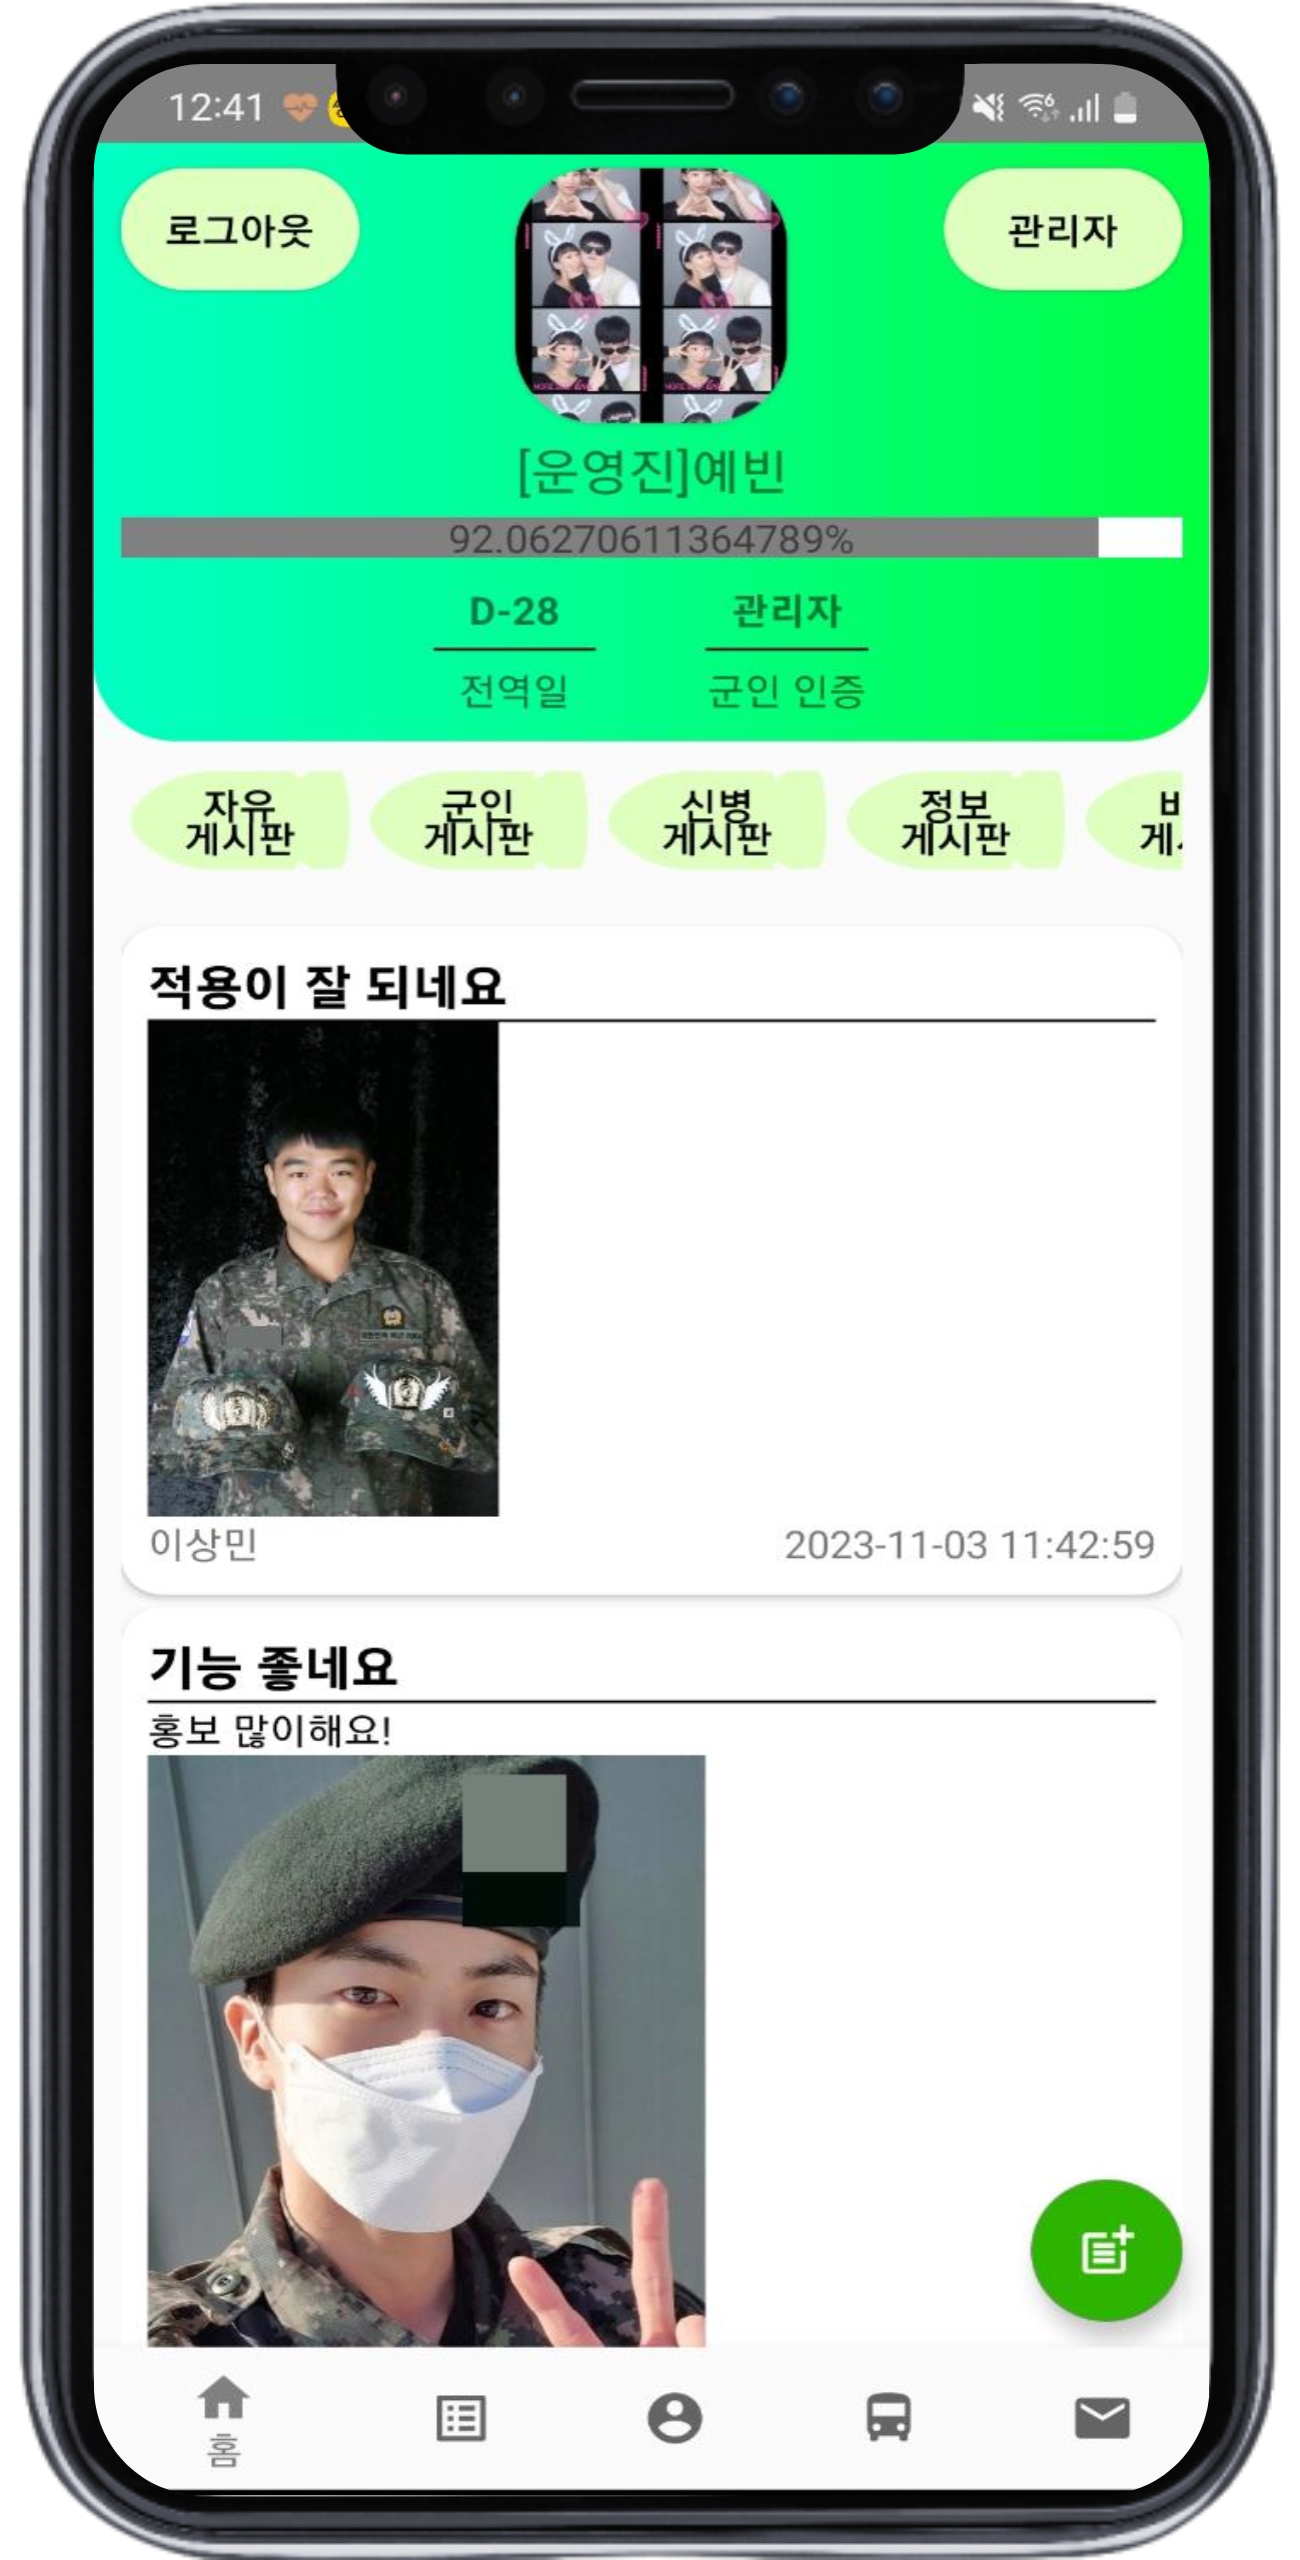 12:41
로그아웃
관리자
[운영진]예빈
92.06270611364789%
D-28
관리자
전역일
군인 인증
자유
게시판
군인
게시판
신병
게시판
정보
게시판
적용이 잘 되네요
이상민
2023-11-03 11:42:59
기능 좋네요
홍보 많이해요!
홈